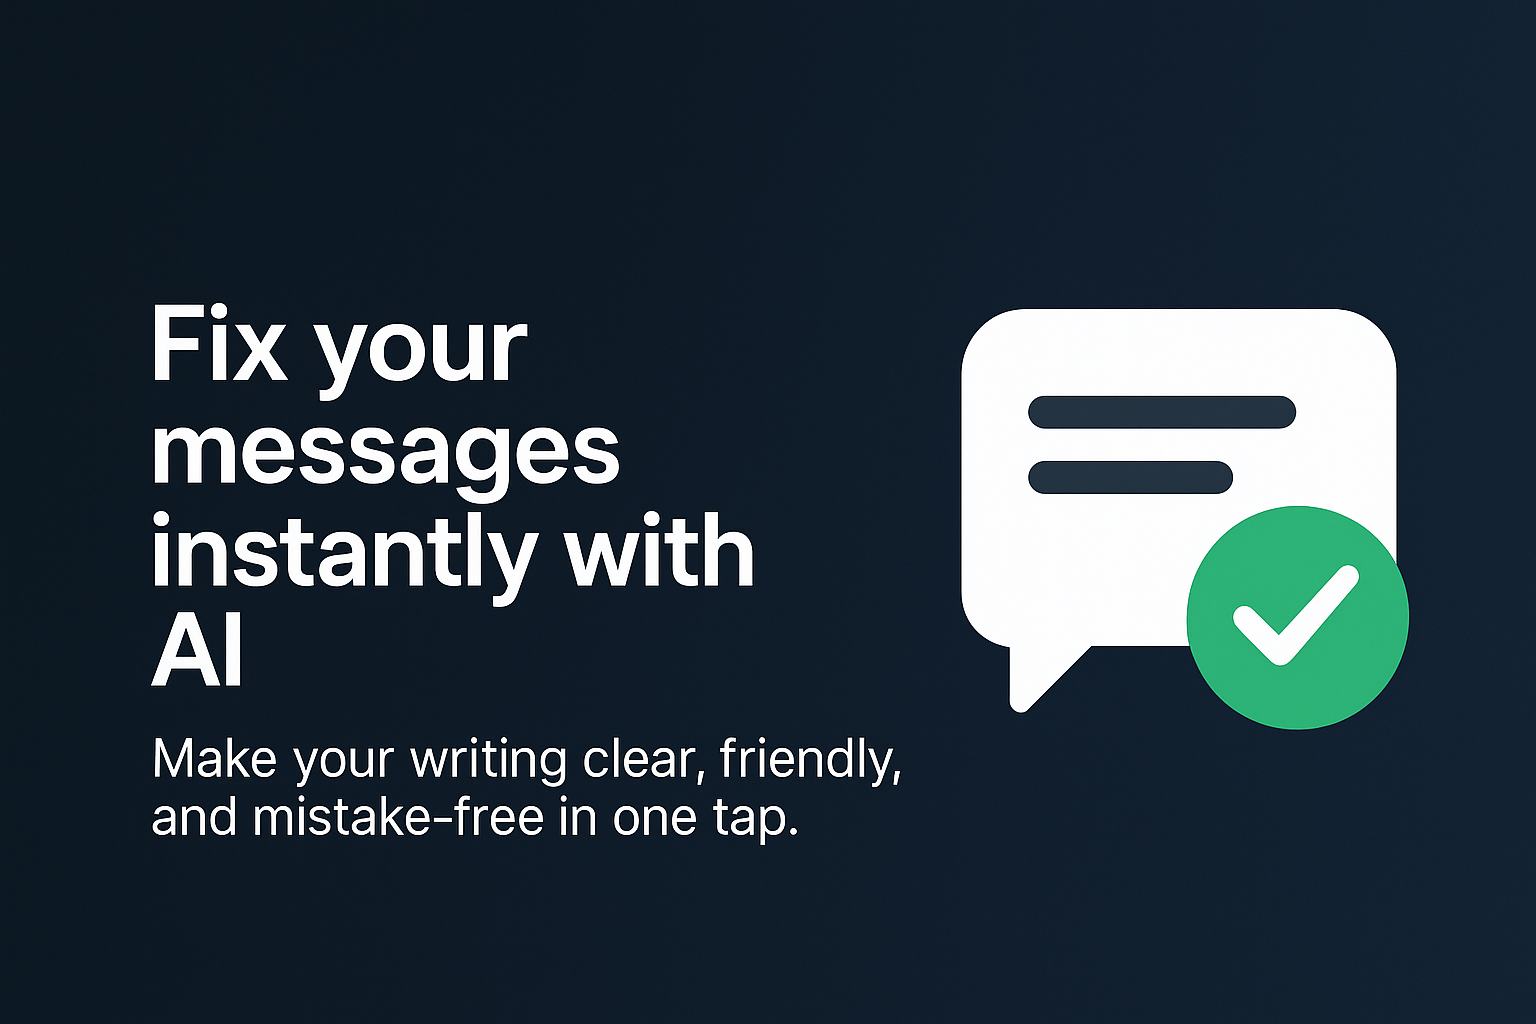 Fix your
messages
instantly with
AI
Make your writing clear, friendly,
and mistake-free in one tap.